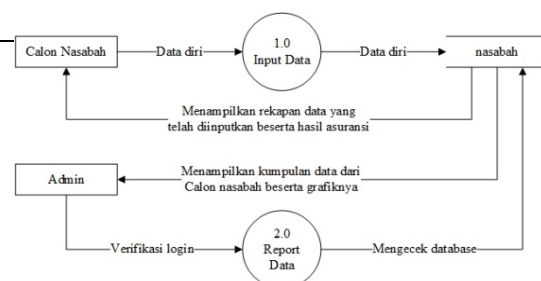 Calon Nasabah
Data diri
1.0
Input Data
Data diri
nasabah
Menampilkan rekapan data yang
telah diinputkan beserta hasil asuransi
Admin
Menampilkan kumpulan data dari
Calon nasabah beserta grafiknya
Verifikasi login
2.0
Report
Data
Mengecek database